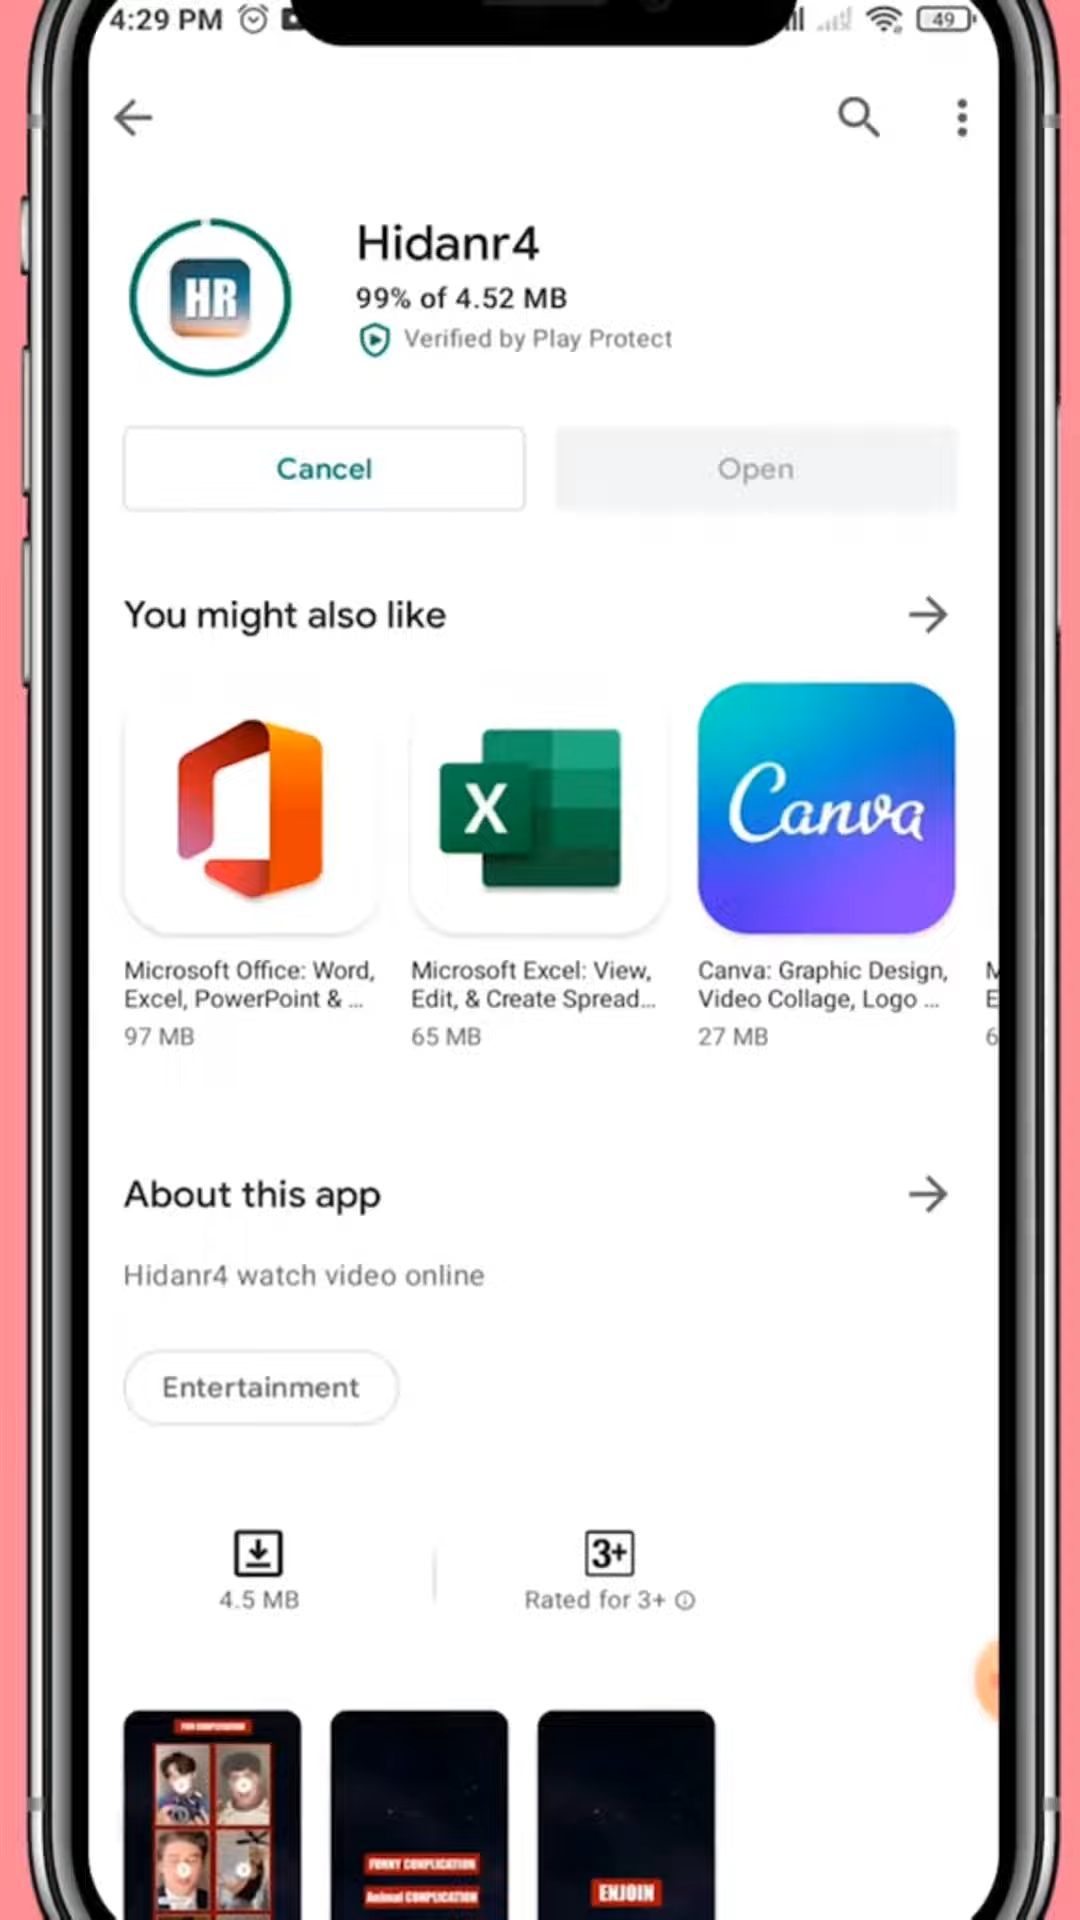 4:29 PM
49
HR
Hidanr4
99% of 4.52 MB
Verified by Play Protect
Cancel
Open
You might also like
X
Canva
Microsoft Office: Word,
Excel, PowerPoint & ...
97 MB
Microsoft Excel: View,
Edit, & Create Spread...
65 MB
Canva: Graphic Design,
Video Collage, Logo ...
27 MB
M
E
6
About this app
Hidanr4 watch video online
Entertainment
4.5 MB
3+
Rated for 3+
FUNNY COMPLICATION
Animal COMPLICATION
ENJOIN